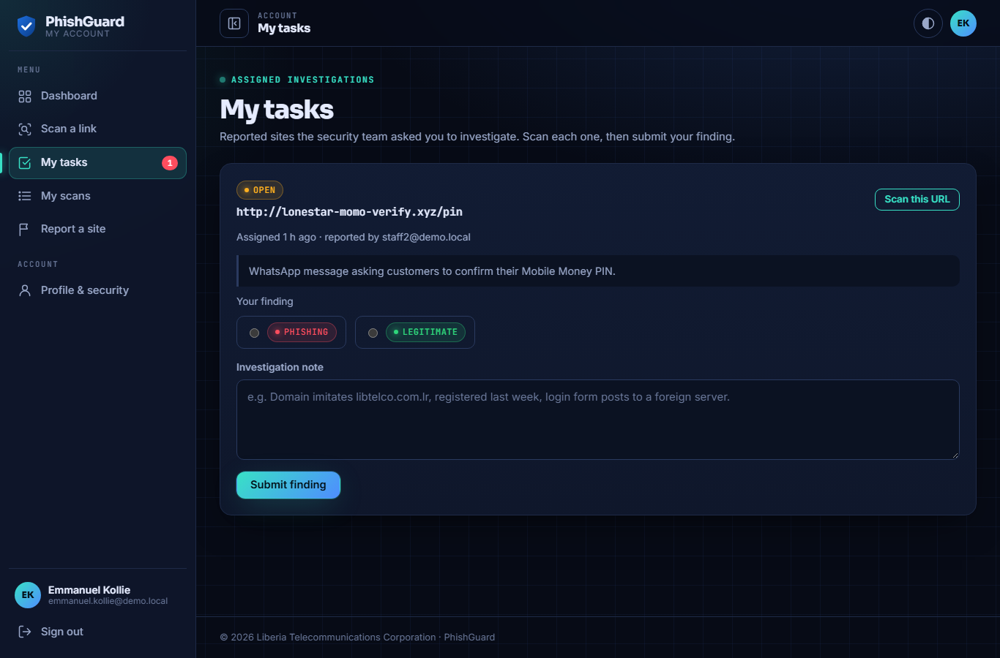 PhishGuard
MY ACCOUNT
MENU
Dashboard
Scan a link
My tasks
1
My scans
Report a site
ACCOUNT
Profile & security
EK
Emmanuel Kollie
emmanuel.kollie@demo.local
Sign out
ACCOUNT
My tasks
EK
ASSIGNED INVESTIGATIONS
My tasks
Reported sites the security team asked you to investigate. Scan each one, then submit your finding.
OPEN
http://lonestar-momo-verify.xyz/pin
Scan this URL
Assigned 1 h ago · reported by staff2@demo.local
WhatsApp message asking customers to confirm their Mobile Money PIN.
Your finding
PHISHING
LEGITIMATE
Investigation note
e.g. Domain imitates libtelco.com.lr, registered last week, login form posts to a foreign server.
Submit finding
© 2026 Liberia Telecommunications Corporation · PhishGuard